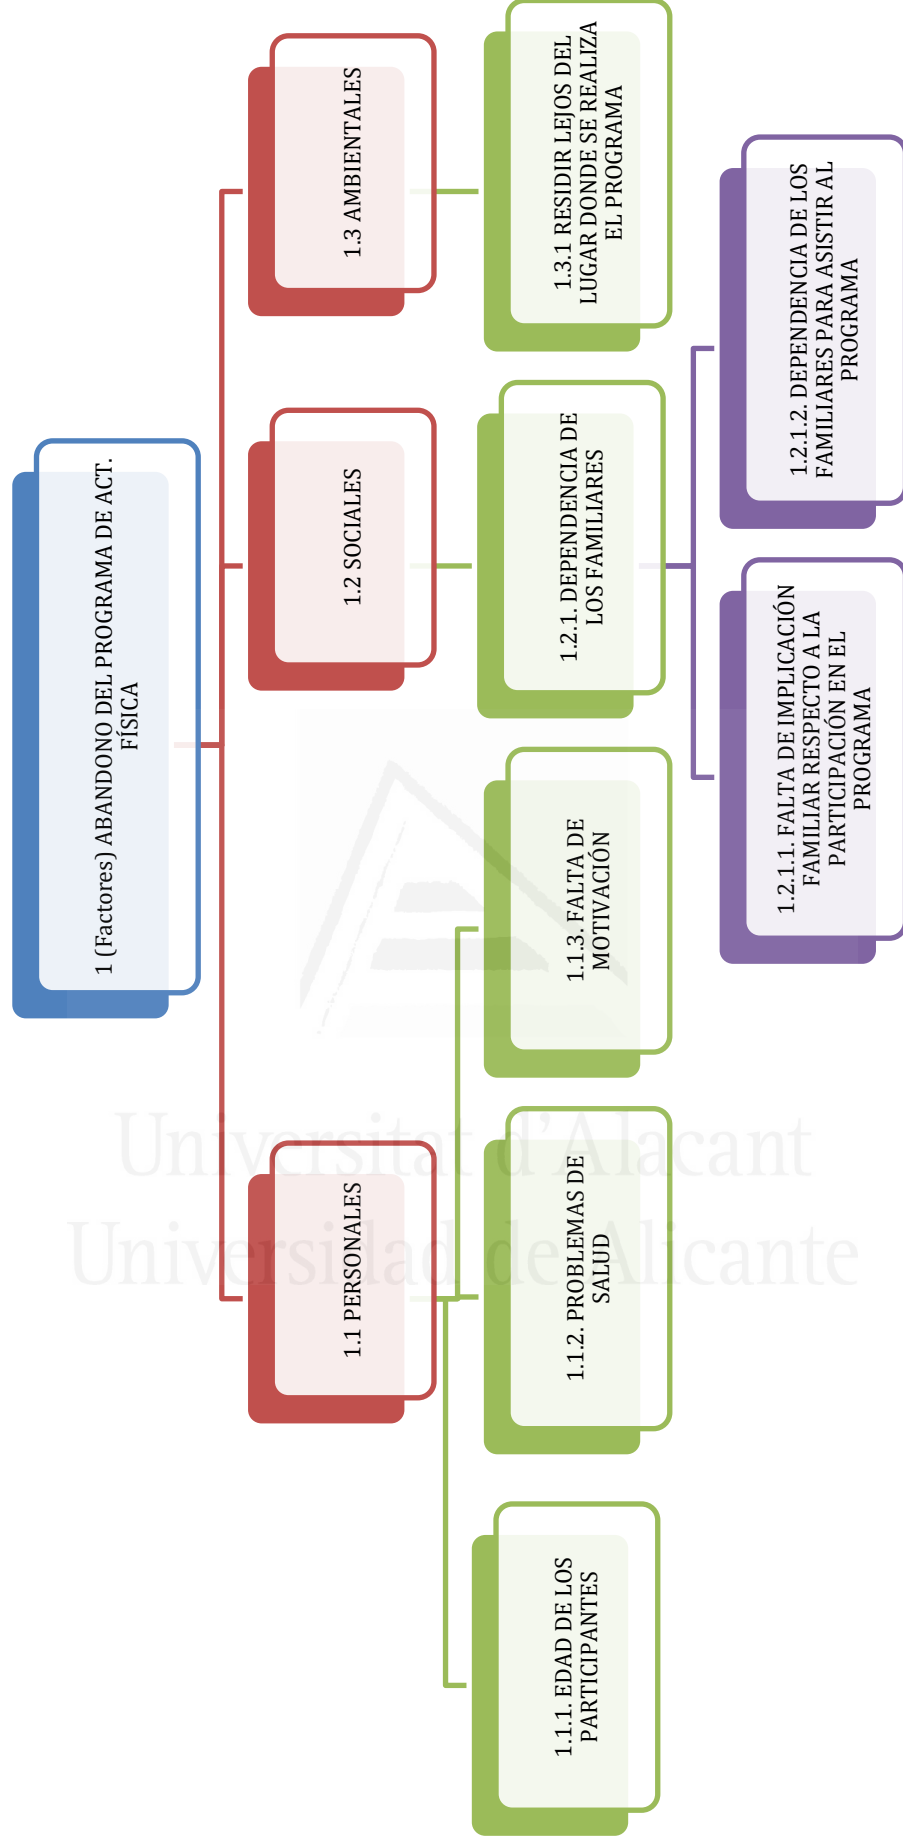 1 (Factores) ABANDONO DEL PROGRAMA DE ACT.
FÍSICA
1.1 PERSONALES
1.2 SOCIALES
1.3 AMBIENTALES
1.1.1. EDAD DE LOS
PARTICIPANTES
1.1.2. PROBLEMAS DE
SALUD
1.1.3. FALTA DE
MOTIVACIÓN
1.2.1. DEPENDENCIA DE
LOS FAMILIARES
1.3.1 RESIDIR LEJOS DEL
LUGAR DONDE SE REALIZA
EL PROGRAMA
1.2.1.1. FALTA DE IMPLICACIÓN
FAMILIAR RESPECTO A LA
PARTICIPACIÓN EN EL
PROGRAMA
1.2.1.2. DEPENDENCIA DE LOS
FAMILIARES PARA ASISTIR AL
PROGRAMA
Universitat d'Alacant
Universidad de Alicante